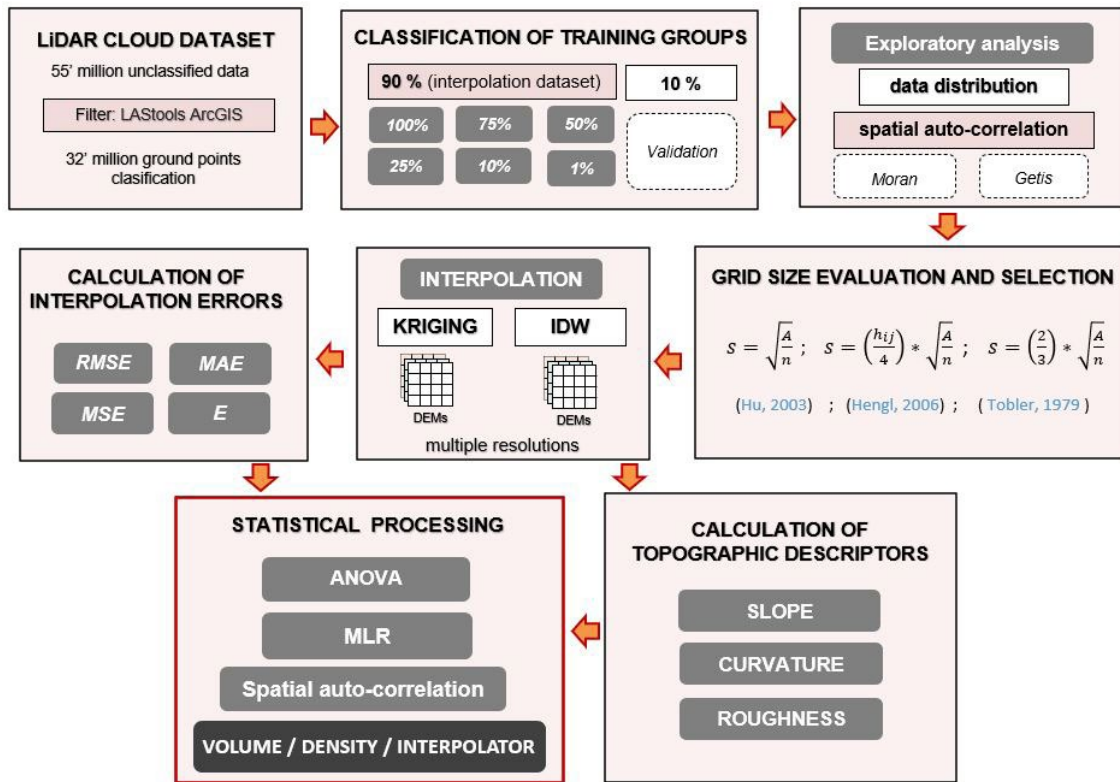 LiDAR CLOUD DATASET
55' million unclassified data
Filter: LAStools ArcGIS
32' million ground points
clasification
CLASSIFICATION OF TRAINING GROUPS
90 % (interpolation dataset)
10 %
100%
75%
50%
25%
10%
1%
Validation
Exploratory analysis
data distribution
spatial auto-correlation
Moran
Getis
GRID SIZE EVALUATION AND SELECTION
s = √(A/n) ; s = (h_ij/4) * √(A/n) ; s = (2/3) * √(A/n)
(Hu, 2003) ; (Hengl, 2006) ; ( Tobler, 1979 )
INTERPOLATION
KRIGING
IDW
DEMs
DEMs
multiple resolutions
CALCULATION OF
INTERPOLATION ERRORS
RMSE
MAE
MSE
E
STATISTICAL PROCESSING
ANOVA
MLR
Spatial auto-correlation
VOLUME / DENSITY / INTERPOLATOR
CALCULATION OF
TOPOGRAPHIC DESCRIPTORS
SLOPE
CURVATURE
ROUGHNESS